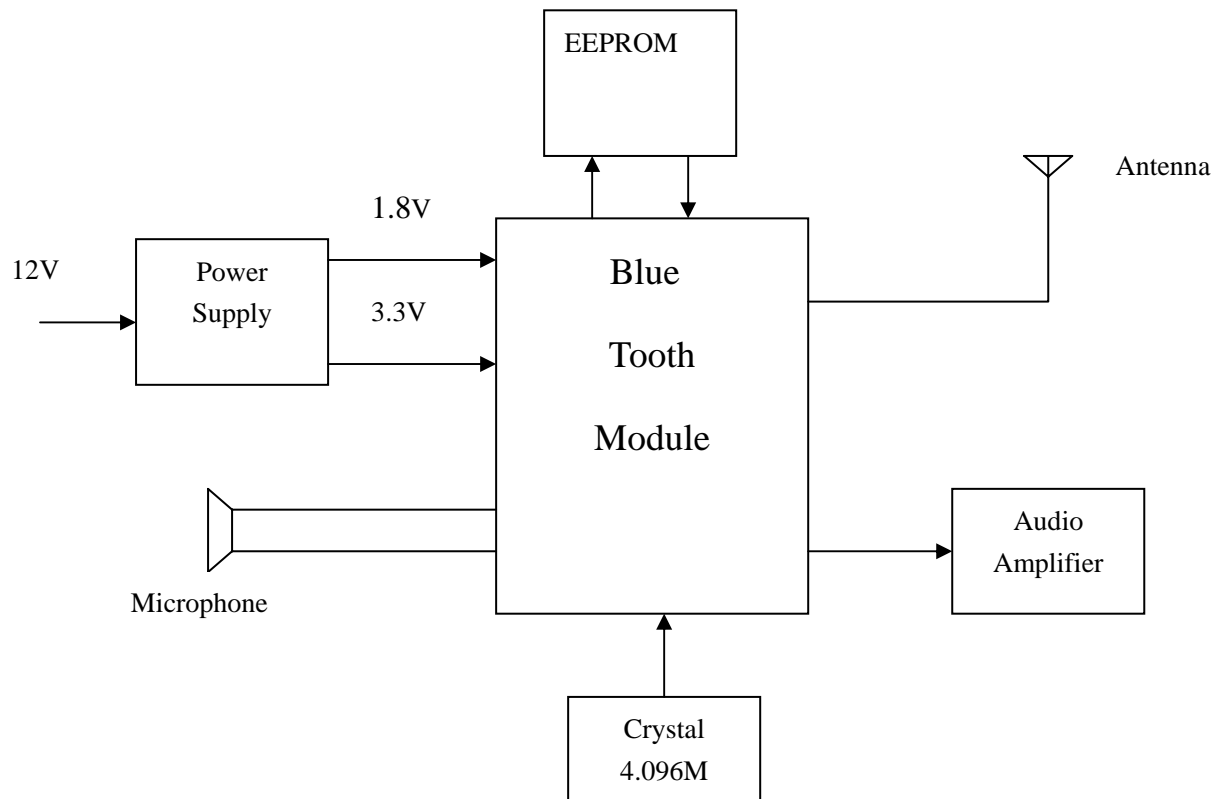 EEPROM
Antenna
1.8V
12V
Power
Supply
3.3V
Blue
Tooth
Module
Microphone
Audio
Amplifier
Crystal
4.096M